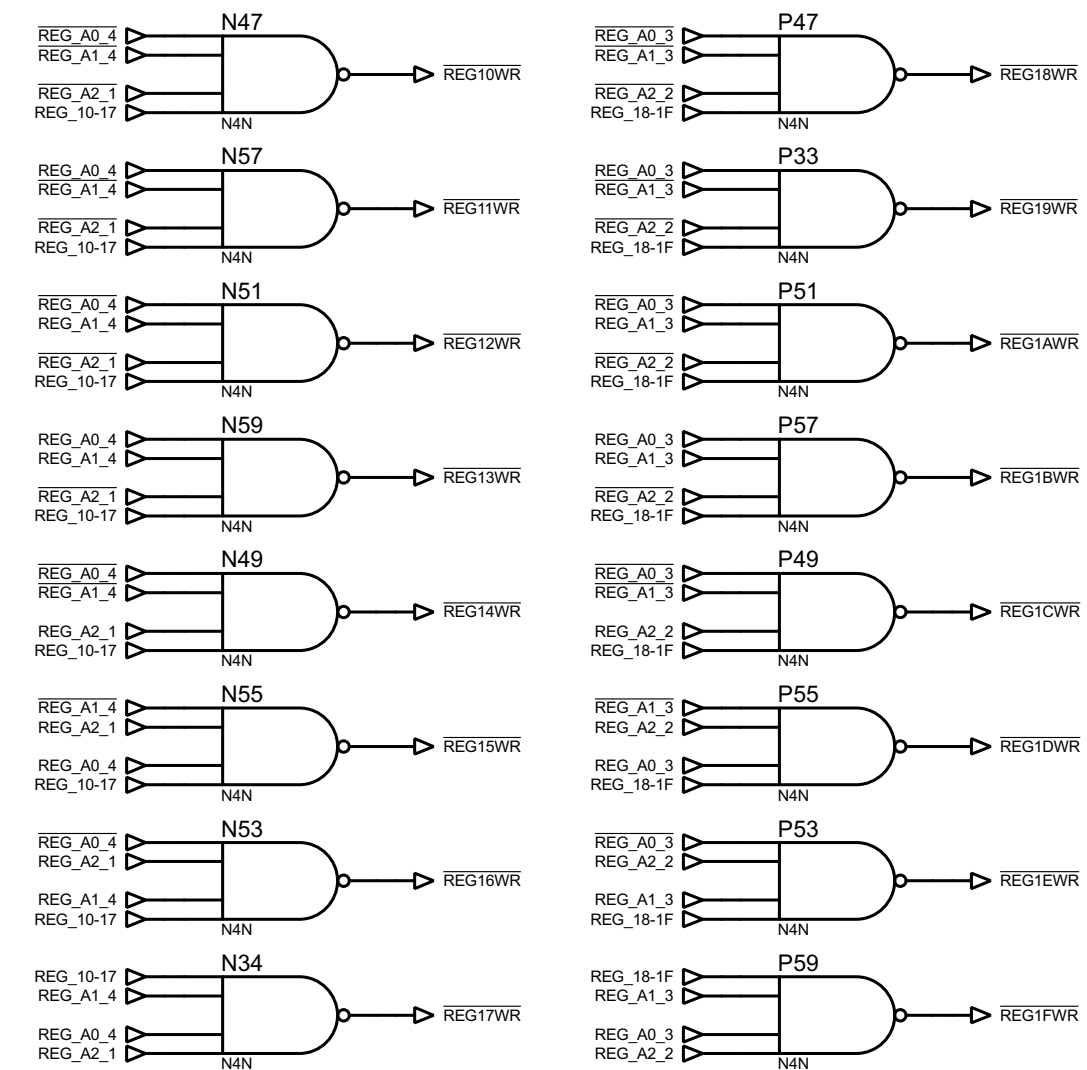 N47
REG_A0_4
REG_A1_4
REG_A2_1
REG_10-17
N4N
REG10WR
P47
REG_A0_3
REG_A1_3
REG_A2_2
REG_18-1F
N4N
REG18WR
N57
REG_A0_4
REG_A1_4
REG_A2_1
REG_10-17
N4N
REG11WR
P33
REG_A0_3
REG_A1_3
REG_A2_2
REG_18-1F
N4N
REG19WR
N51
REG_A0_4
REG_A1_4
REG_A2_1
REG_10-17
N4N
REG12WR
P51
REG_A0_3
REG_A1_3
REG_A2_2
REG_18-1F
N4N
REG1AWR
N59
REG_A0_4
REG_A1_4
REG_A2_1
REG_10-17
N4N
REG13WR
P57
REG_A0_3
REG_A1_3
REG_A2_2
REG_18-1F
N4N
REG1BWR
N49
REG_A0_4
REG_A1_4
REG_A2_1
REG_10-17
N4N
REG14WR
P49
REG_A0_3
REG_A1_3
REG_A2_2
REG_18-1F
N4N
REG1CWR
N55
REG_A1_4
REG_A2_1
REG_A0_4
REG_10-17
N4N
REG15WR
P55
REG_A1_3
REG_A2_2
REG_A0_3
REG_18-1F
N4N
REG1DWR
N53
REG_A0_4
REG_A2_1
REG_A1_4
REG_10-17
N4N
REG16WR
P53
REG_A0_3
REG_A2_2
REG_A1_3
REG_18-1F
N4N
REG1EWR
N34
REG_10-17
REG_A1_4
REG_A0_4
REG_A2_1
N4N
REG17WR
P59
REG_18-1F
REG_A1_3
REG_A0_3
REG_A2_2
N4N
REG1FWR